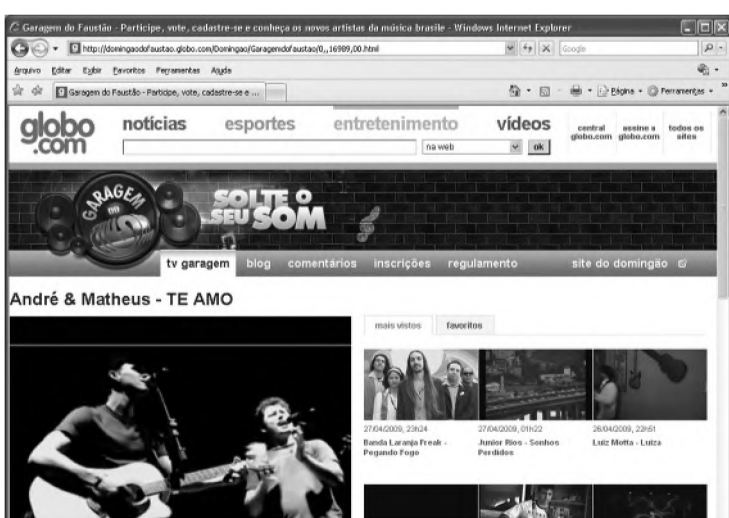 Garagem do Faustão - Participe, vote, cadastre-se e conheça os novos artistas da música brasile - Windows Internet Explorer
http://domingaodofaustao.globo.com/Domingao/Garagemdofaustao/0,,16989,00.html
Google
Arquivo Editar Exibir Favoritos Ferramentas Ajuda
Garagem do Faustão - Participe, vote, cadastre-se e ...
Página Ferramentas
globo
.com
notícias esportes entretenimento vídeos
central
globo.com
assine a
globo.com
todos os
sites
na web ok
GARAGEM
DO
SOLTE O
SEU SOM
tv garagem blog comentários inscrições regulamento site do domingão
André & Matheus - TE AMO
mais vistos favoritos
27/04/2009, 23h24
Banda Laranja Freak -
Pegando Fogo
27/04/2009, 01h22
Junior Rios - Sonhos
Perdidos
26/04/2009, 22h51
Luiz Motta - Luiza